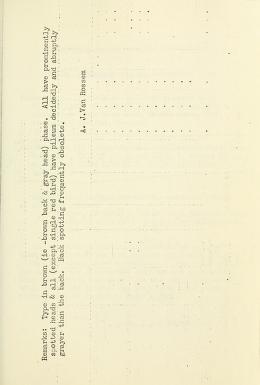 Remarks: Type in brown (ie -brown back & gray head) phase. All have prominently
spotted heads & all (except single red bird) have pileum decidedly and abruptly
grayer than the back. Back spotting frequently obsolete.
A. J.Van Rossem